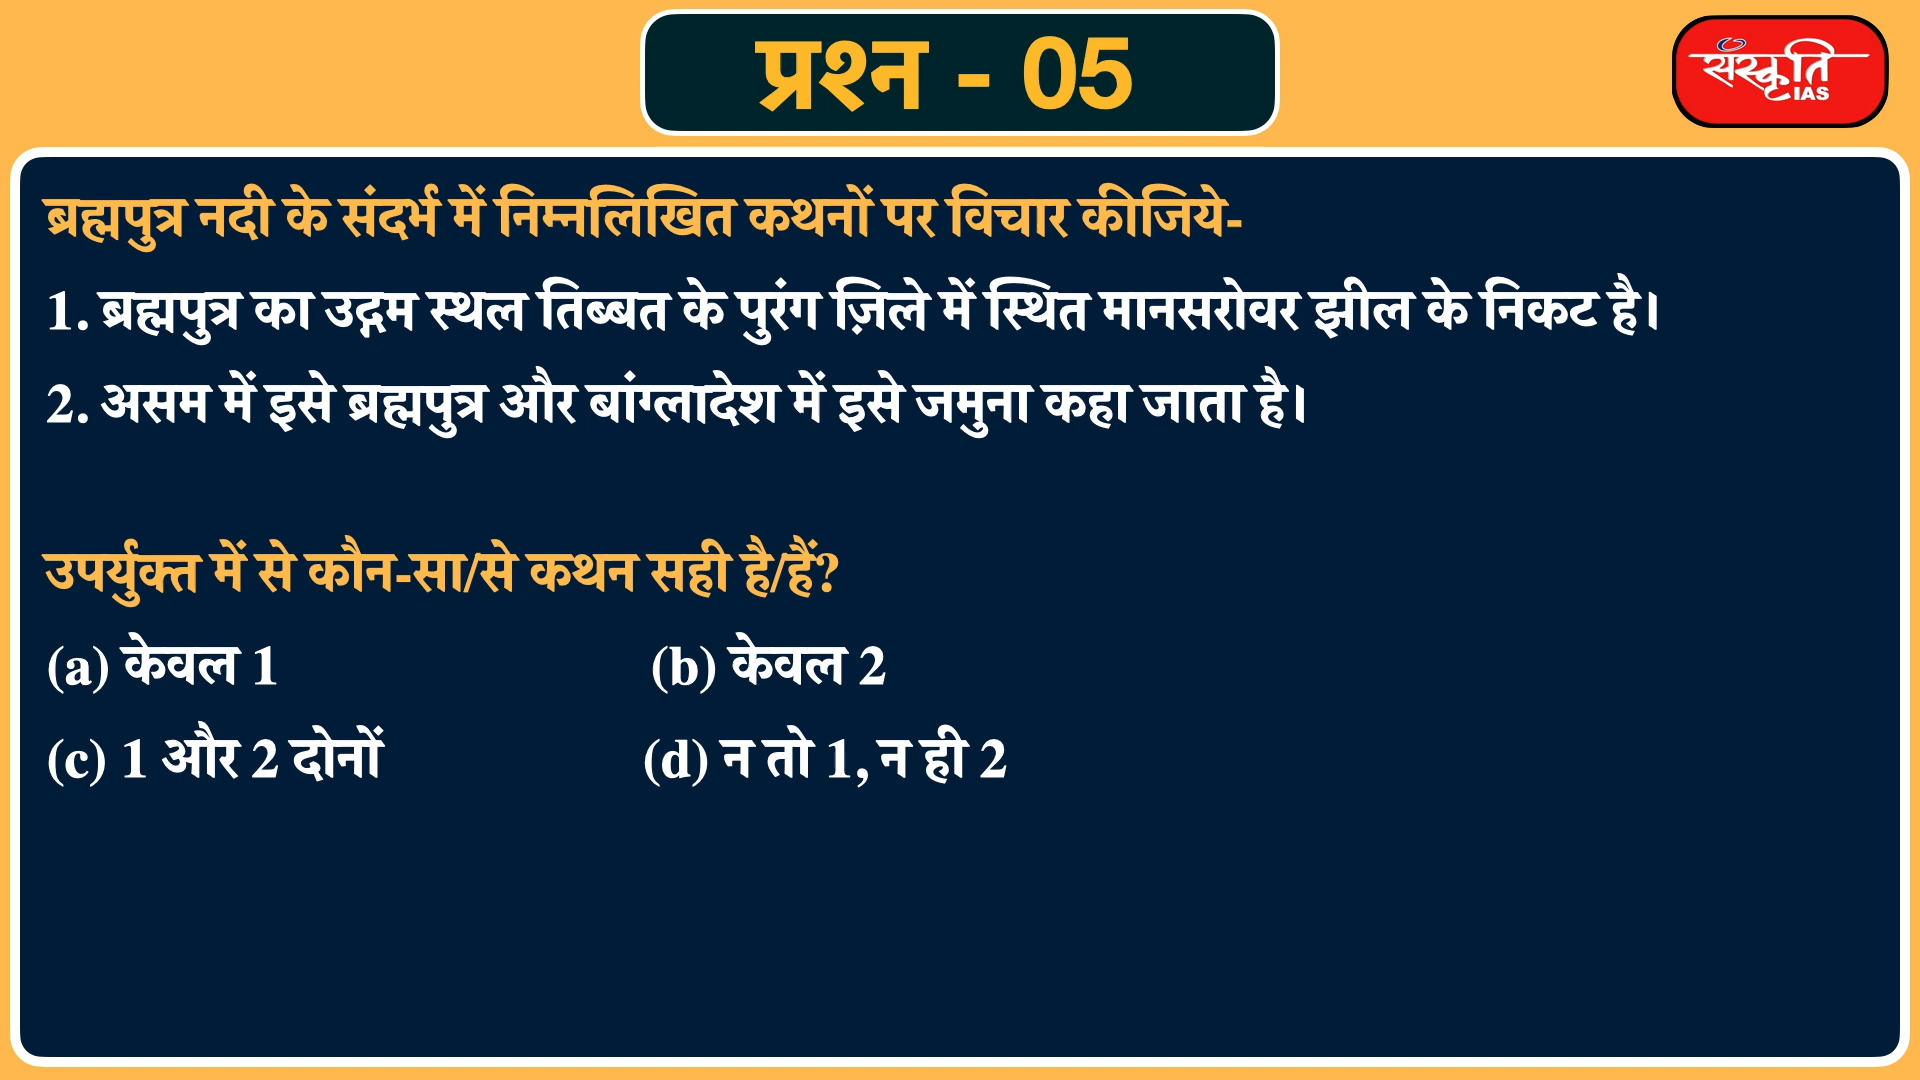 प्रश्न - 05
संस्कृति
IAS
ब्रह्मपुत्र नदी के संदर्भ में निम्नलिखित कथनों पर विचार कीजिये-
1. ब्रह्मपुत्र का उद्गम स्थल तिब्बत के पुरंग ज़िले में स्थित मानसरोवर झील के निकट है।
2. असम में इसे ब्रह्मपुत्र और बांग्लादेश में इसे जमुना कहा जाता है।
उपर्युक्त में से कौन-सा/से कथन सही है/हैं?
(a) केवल 1 (b) केवल 2
(c) 1 और 2 दोनों (d) न तो 1, न ही 2